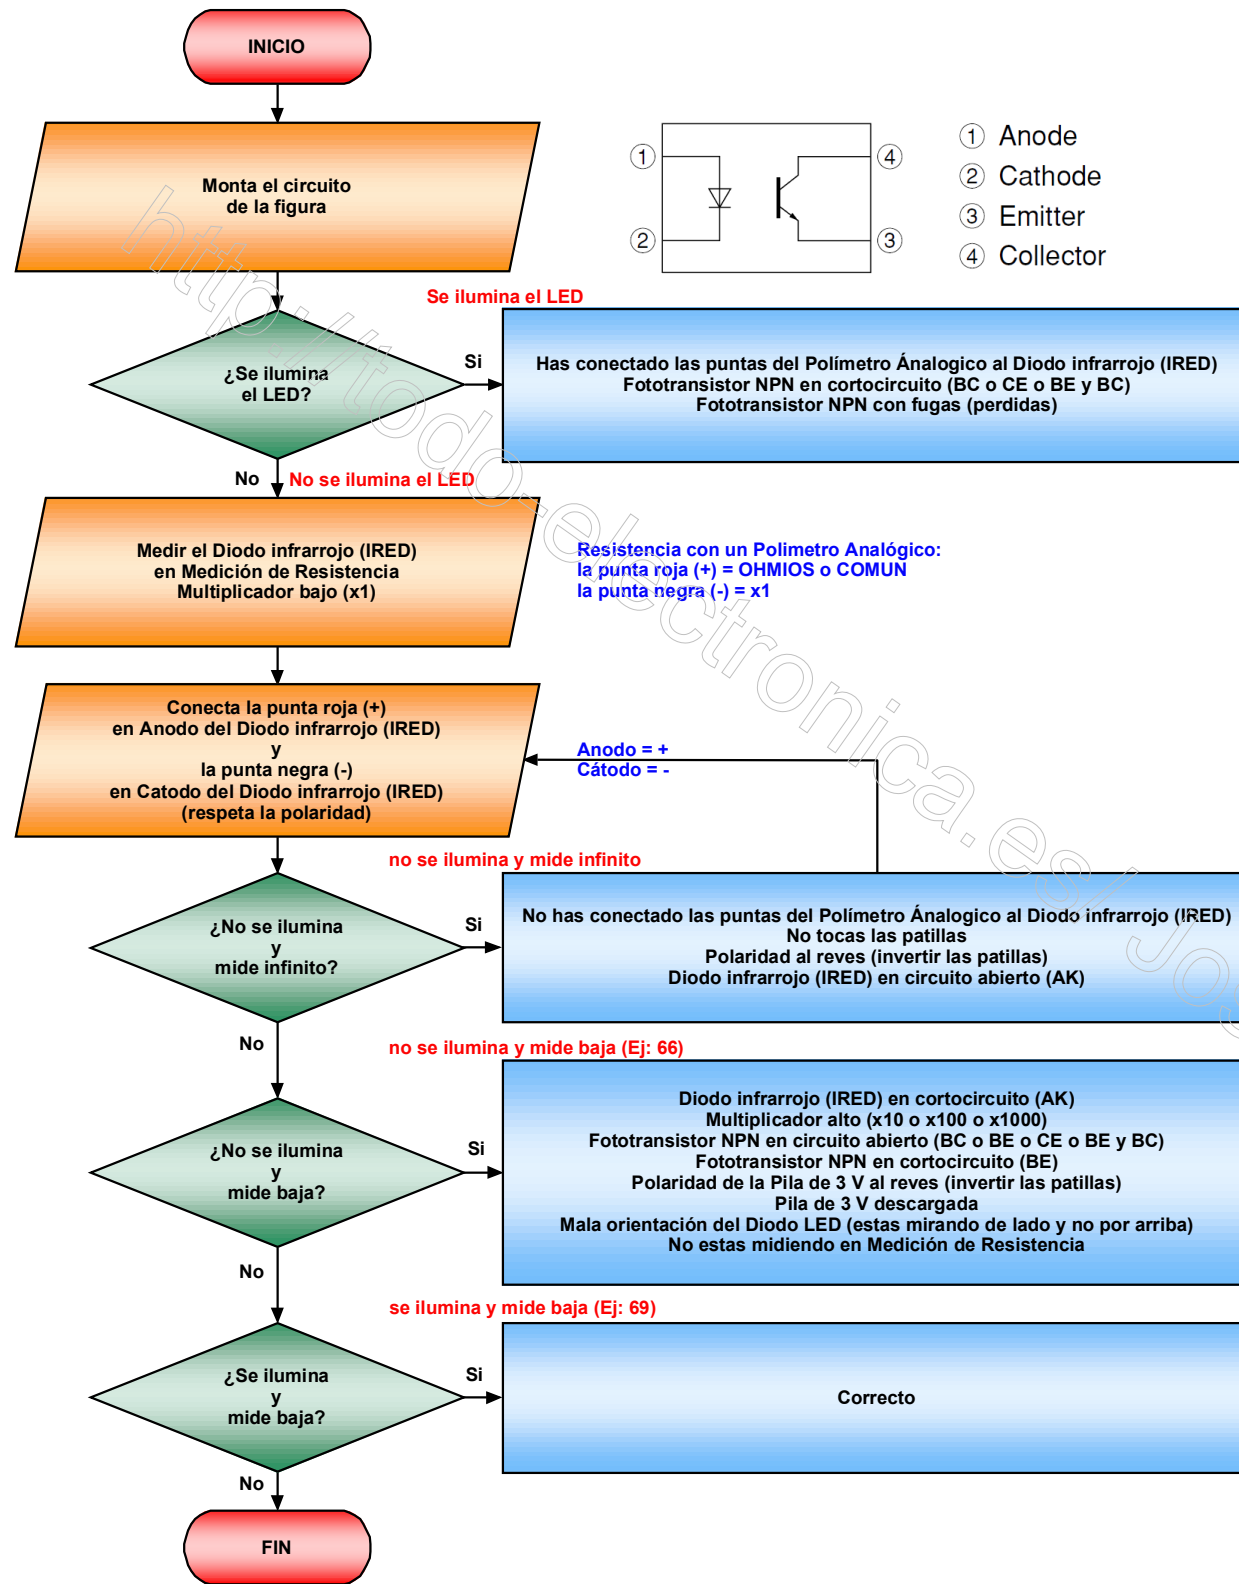 INICIO
Monta el circuito
de la figura
1
2
4
3
1 Anode
2 Cathode
3 Emitter
4 Collector
Se ilumina el LED
¿Se ilumina
el LED?
Si
Has conectado las puntas del Polímetro Ánalogico al Diodo infrarrojo (IRED)
Fototransistor NPN en cortocircuito (BC o CE o BE y BC)
Fototransistor NPN con fugas (perdidas)
No
No se ilumina el LED
Medir el Diodo infrarrojo (IRED)
en Medición de Resistencia
Multiplicador bajo (x1)
Resistencia con un Polimetro Analógico:
la punta roja (+) = OHMIOS o COMUN
la punta negra (-) = x1
Conecta la punta roja (+)
en Anodo del Diodo infrarrojo (IRED)
y
la punta negra (-)
en Catodo del Diodo infrarrojo (IRED)
(respeta la polaridad)
Anodo = +
Cátodo = -
no se ilumina y mide infinito
¿No se ilumina
y
mide infinito?
Si
No has conectado las puntas del Polímetro Ánalogico al Diodo infrarrojo (IRED)
No tocas las patillas
Polaridad al reves (invertir las patillas)
Diodo infrarrojo (IRED) en circuito abierto (AK)
No
no se ilumina y mide baja (Ej: 66)
¿No se ilumina
y
mide baja?
Si
Diodo infrarrojo (IRED) en cortocircuito (AK)
Multiplicador alto (x10 o x100 o x1000)
Fototransistor NPN en circuito abierto (BC o BE o CE o BE y BC)
Fototransistor NPN en cortocircuito (BE)
Polaridad de la Pila de 3 V al reves (invertir las patillas)
Pila de 3 V descargada
Mala orientación del Diodo LED (estas mirando de lado y no por arriba)
No estas midiendo en Medición de Resistencia
No
se ilumina y mide baja (Ej: 69)
¿Se ilumina
y
mide baja?
Si
Correcto
No
FIN
http://todo-electronica.es/